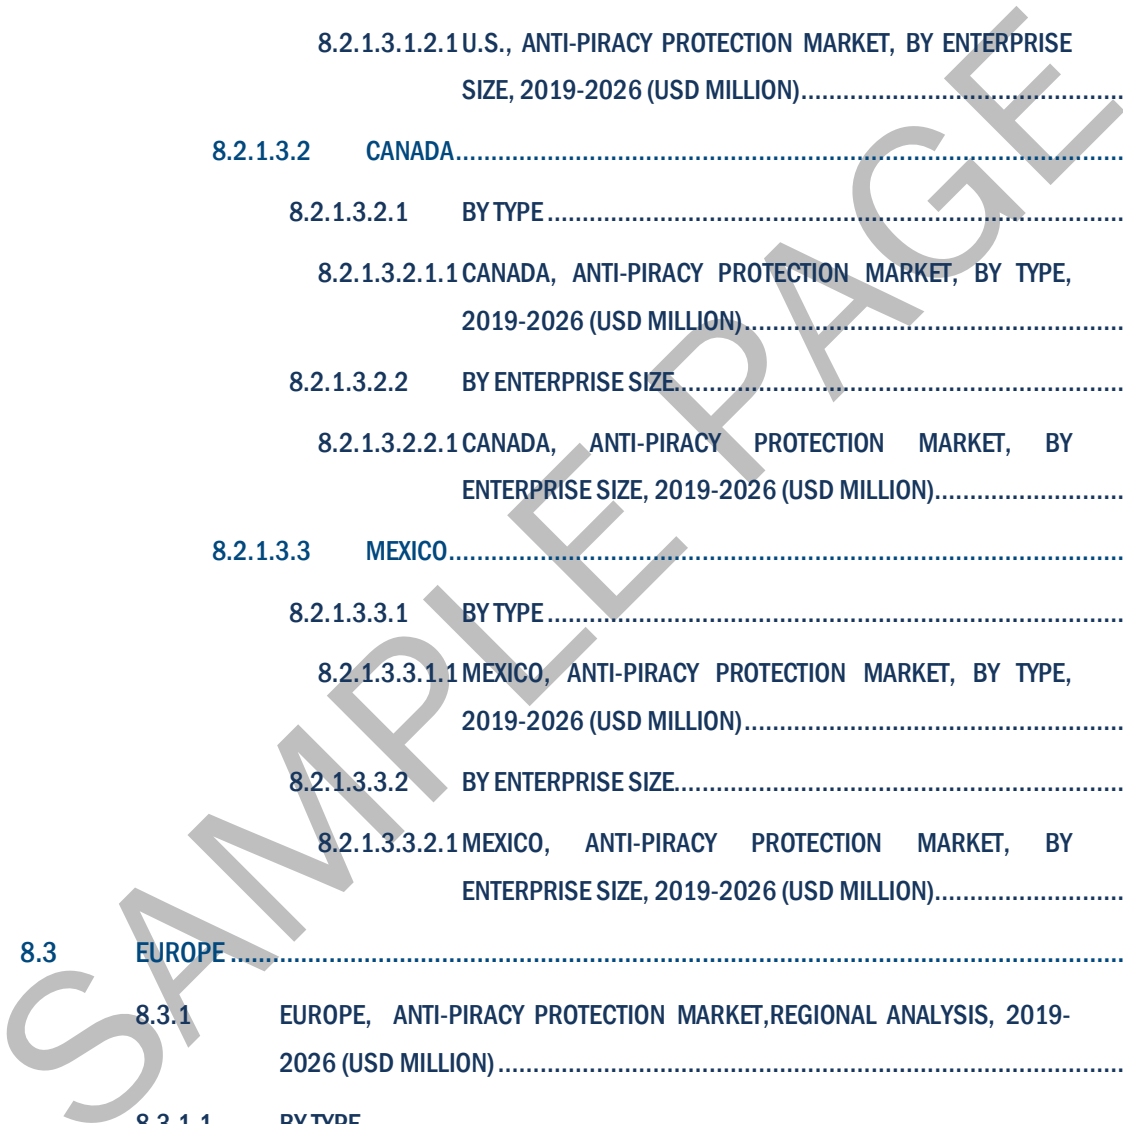 8.2.1.3.1.2.1 U.S., ANTI-PIRACY PROTECTION MARKET, BY ENTERPRISE
SIZE, 2019-2026 (USD MILLION)
8.2.1.3.2 CANADA
8.2.1.3.2.1 BY TYPE
8.2.1.3.2.1.1 CANADA, ANTI-PIRACY PROTECTION MARKET, BY TYPE,
2019-2026 (USD MILLION)
8.2.1.3.2.2 BY ENTERPRISE SIZE
8.2.1.3.2.2.1 CANADA, ANTI-PIRACY PROTECTION MARKET, BY
ENTERPRISE SIZE, 2019-2026 (USD MILLION)
8.2.1.3.3 MEXICO
8.2.1.3.3.1 BY TYPE
8.2.1.3.3.1.1 MEXICO, ANTI-PIRACY PROTECTION MARKET, BY TYPE,
2019-2026 (USD MILLION)
8.2.1.3.3.2 BY ENTERPRISE SIZE
8.2.1.3.3.2.1 MEXICO, ANTI-PIRACY PROTECTION MARKET, BY
ENTERPRISE SIZE, 2019-2026 (USD MILLION)
8.3 EUROPE
8.3.1 EUROPE, ANTI-PIRACY PROTECTION MARKET,REGIONAL ANALYSIS, 2019-
2026 (USD MILLION)
8.3.1.1 BY TYPE
SAMPLE PAGE